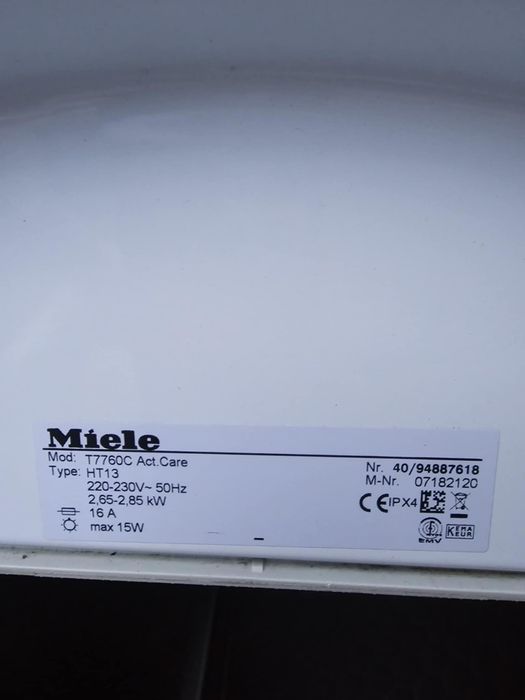 Miele
Mod: T7760C Act.Care
Type: HT13
220-230V~ 50Hz
2,65-2,85 kW
16 A
max 15W
Nr. 40/94887618
M-Nr. 07182120
CE IPX4
EMV
KEMA
KEUR